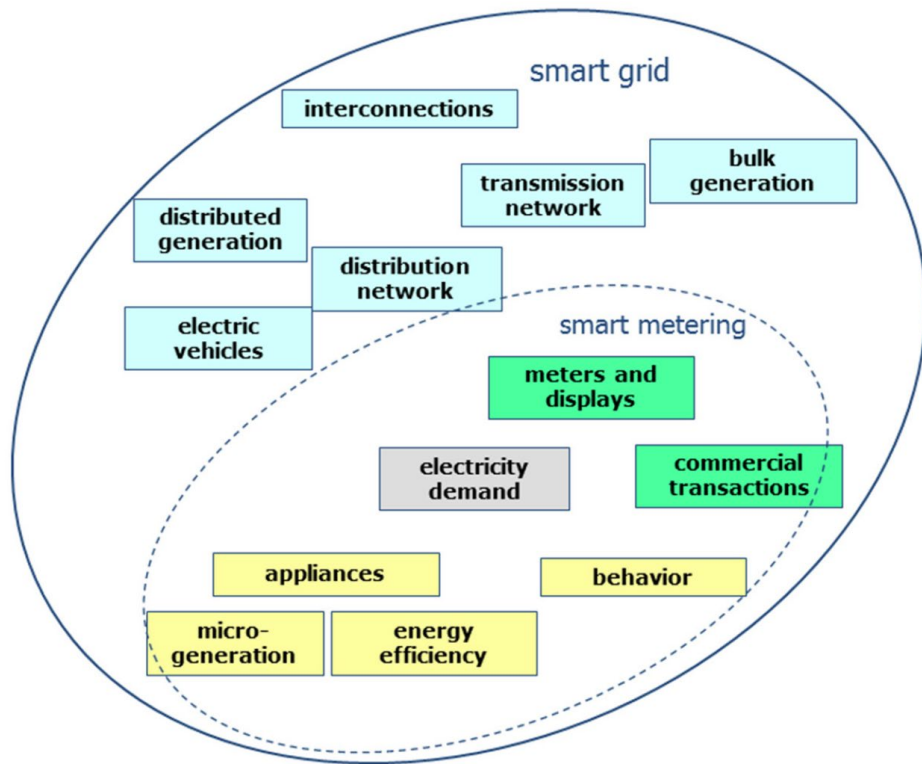 smart grid
interconnections
bulk
generation
transmission
network
distributed
generation
distribution
network
electric
vehicles
smart metering
meters and
displays
electricity
demand
commercial
transactions
appliances
behavior
micro-
generation
energy
efficiency